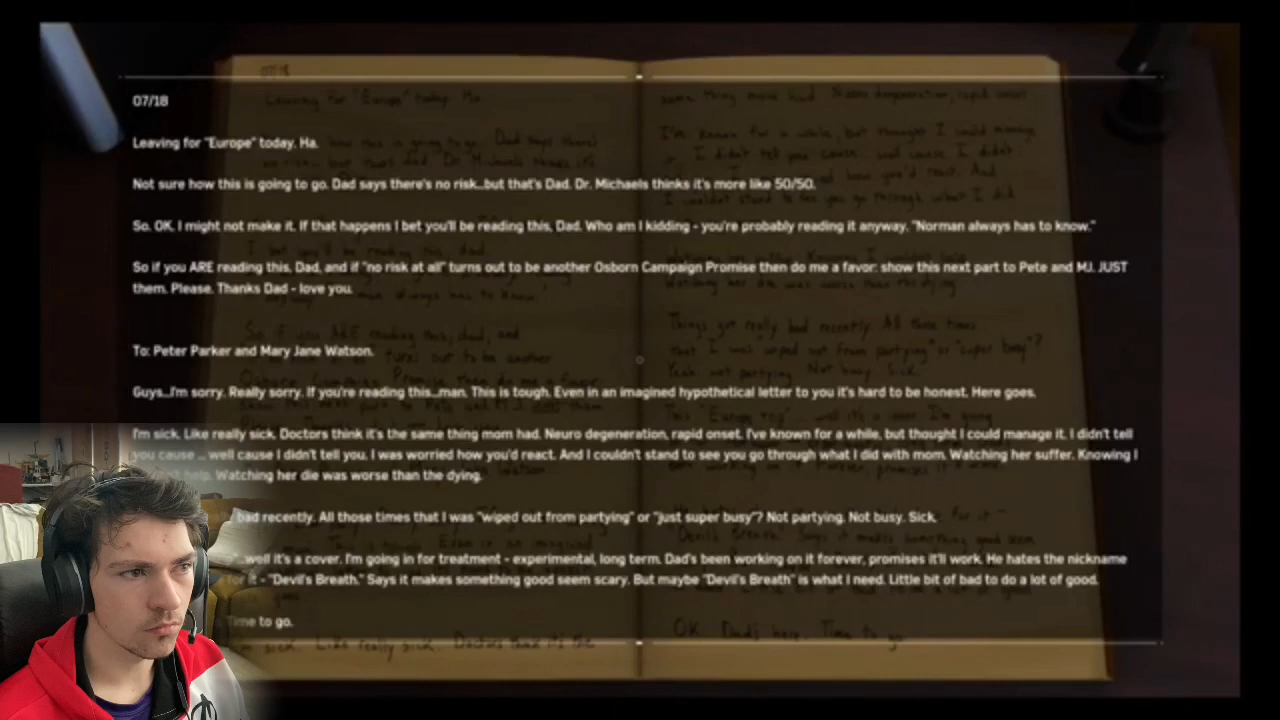 07/18
Leaving for "Europe" today. Ha.
Not sure how this is going to go. Dad says there's no risk...but that's Dad. Dr. Michaels thinks it's more like 50/50.
So. OK. I might not make it. If that happens I bet you'll be reading this, Dad. Who am I kidding - you're probably reading it anyway. "Norman always has to know."
So if you ARE reading this, Dad, and if "no risk at all" turns out to be another Osborn Campaign Promise then do me a favor: show this next part to Pete and MJ. JUST
them. Please. Thanks Dad - love you.
To: Peter Parker and Mary Jane Watson.
Guys...I'm sorry. Really sorry. If you're reading this...man. This is tough. Even in an imagined hypothetical letter to you it's hard to be honest. Here goes.
I'm sick. Like really sick. Doctors think it's the same thing mom had. Neuro degeneration, rapid onset. I've known for a while, but thought I could manage it. I didn't tell
you cause ... well cause I didn't tell you. I was worried how you'd react. And I couldn't stand to see you go through what I did with mom. Watching her suffer. Knowing I
help. Watching her die was worse than the dying.
bad recently. All those times that I was "wiped out from partying" or "just super busy"? Not partying. Not busy. Sick.
...well it's a cover. I'm going in for treatment - experimental, long term. Dad's been working on it forever, promises it'll work. He hates the nickname
for it - "Devil's Breath." Says it makes something good seem scary. But maybe "Devil's Breath" is what I need. Little bit of bad to do a lot of good.
Time to go.